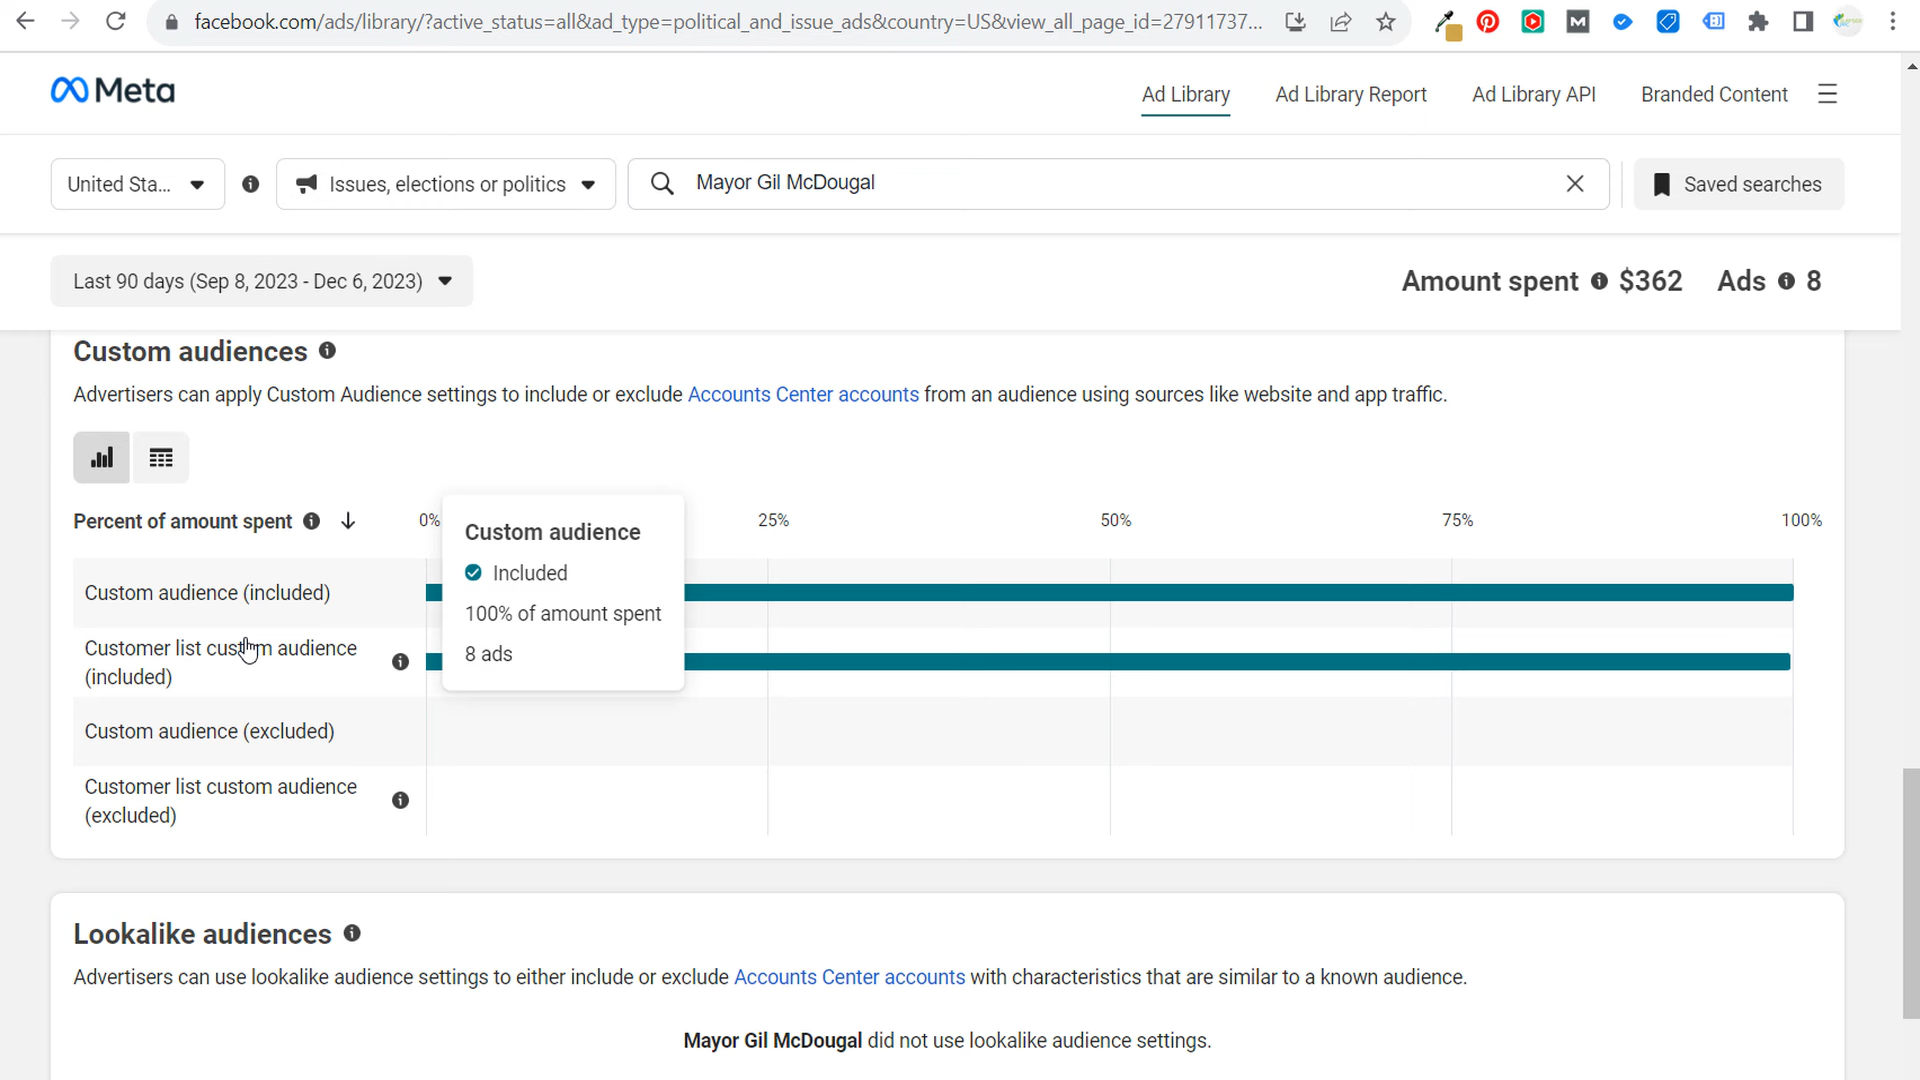 facebook.com/ads/library/?active_status=all&ad_type=political_and_issue_ads&country=US&view_all_page_id=27911737...
Meta
Ad Library
Ad Library Report
Ad Library API
Branded Content
United Sta...
Issues, elections or politics
Mayor Gil McDougal
Saved searches
Last 90 days (Sep 8, 2023 - Dec 6, 2023)
Amount spent $362 Ads 8
Custom audiences
Advertisers can apply Custom Audience settings to include or exclude Accounts Center accounts from an audience using sources like website and app traffic.
Percent of amount spent
0%
25%
50%
75%
100%
Custom audience
Included
100% of amount spent
8 ads
Custom audience (included)
Customer list custom audience
(included)
Custom audience (excluded)
Customer list custom audience
(excluded)
Lookalike audiences
Advertisers can use lookalike audience settings to either include or exclude Accounts Center accounts with characteristics that are similar to a known audience.
Mayor Gil McDougal did not use lookalike audience settings.